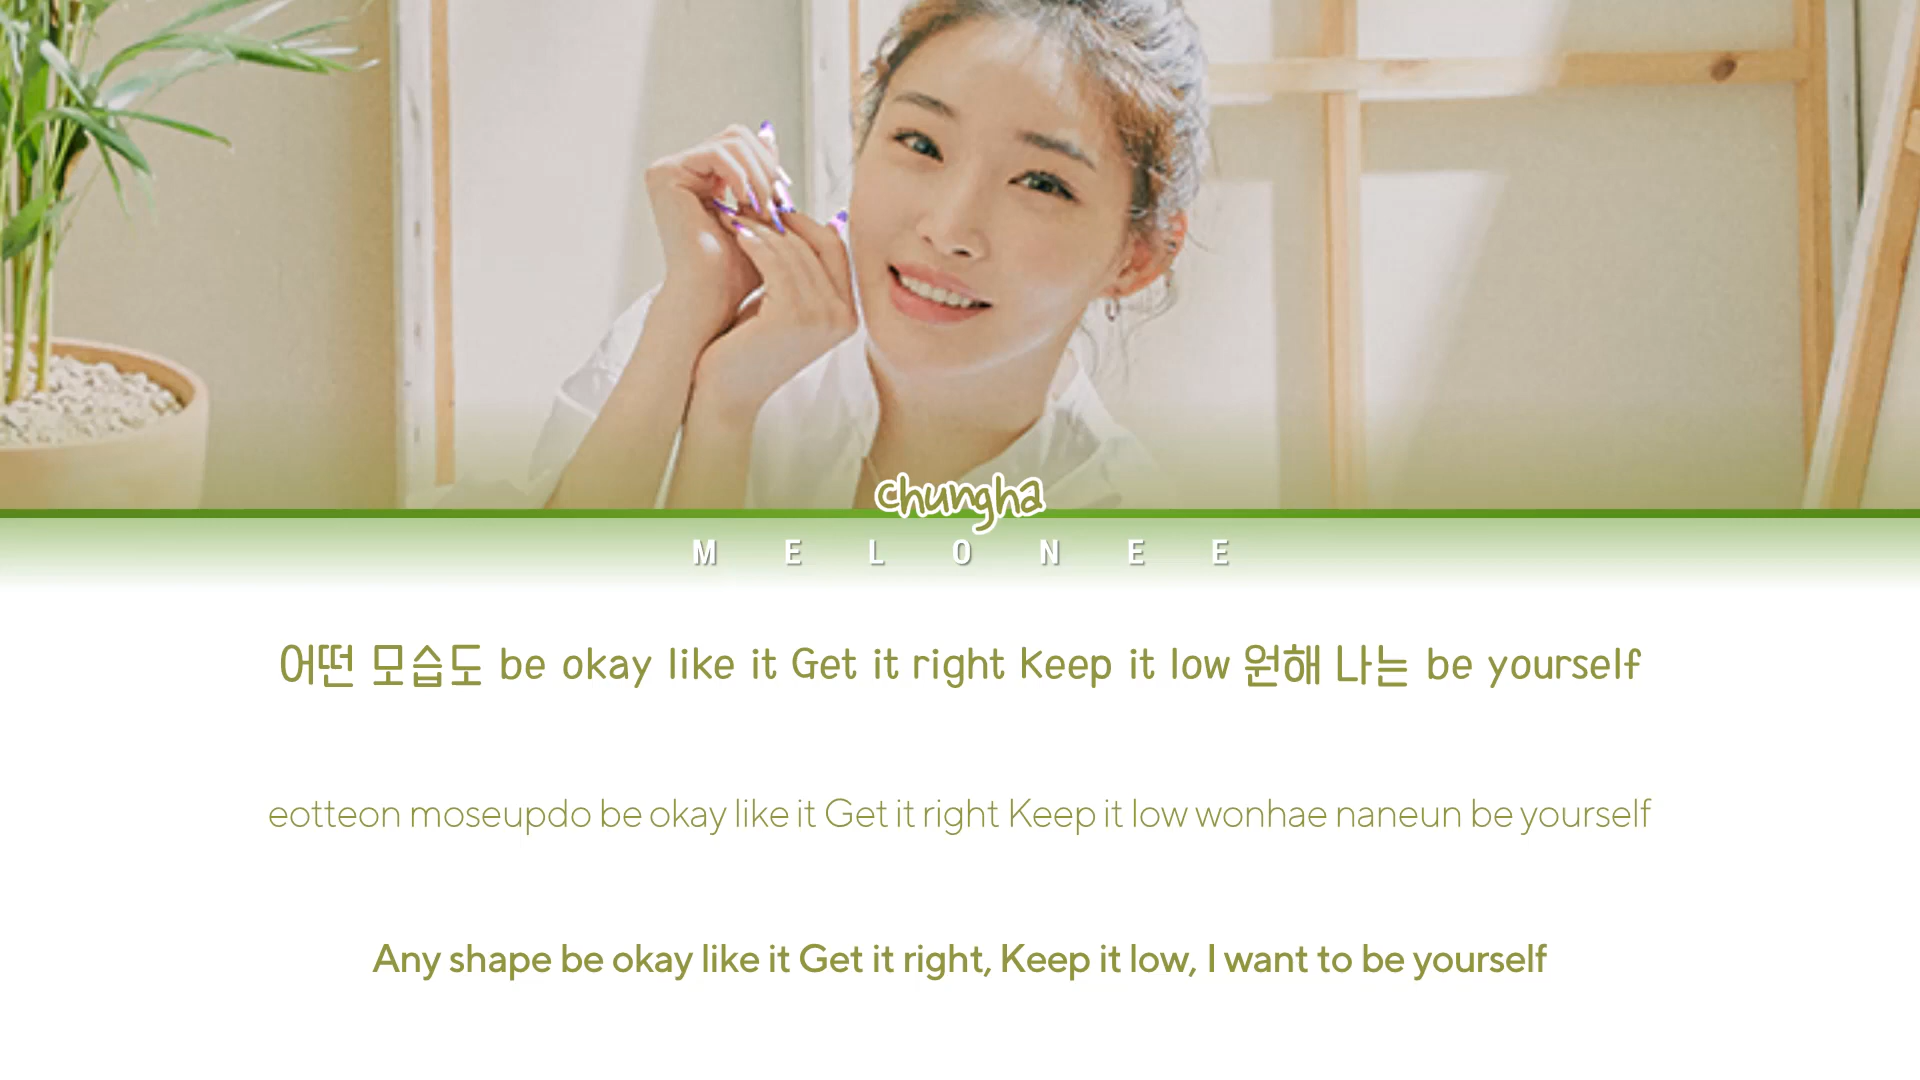 chungha
MELONEE
어떤 모습도 be okay like it Get it right Keep it low 원해 나는 be yourself
eotteon moseupdo be okay like it Get it right Keep it low wonhae naneun be yourself
Any shape be okay like it Get it right, Keep it low, I want to be yourself